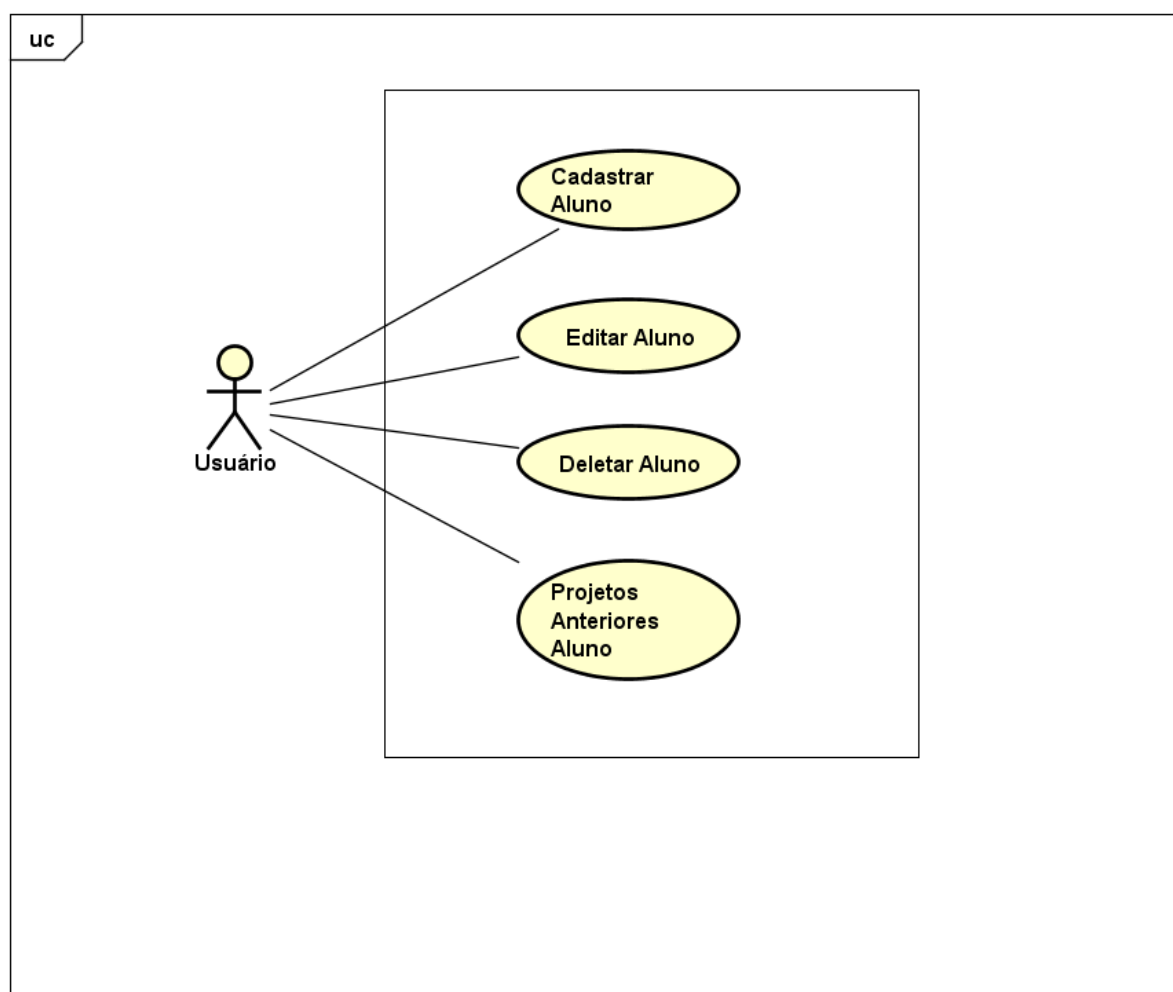 uc
Cadastrar
Aluno
Editar Aluno
Deletar Aluno
Usuário
Projetos
Anteriores
Aluno